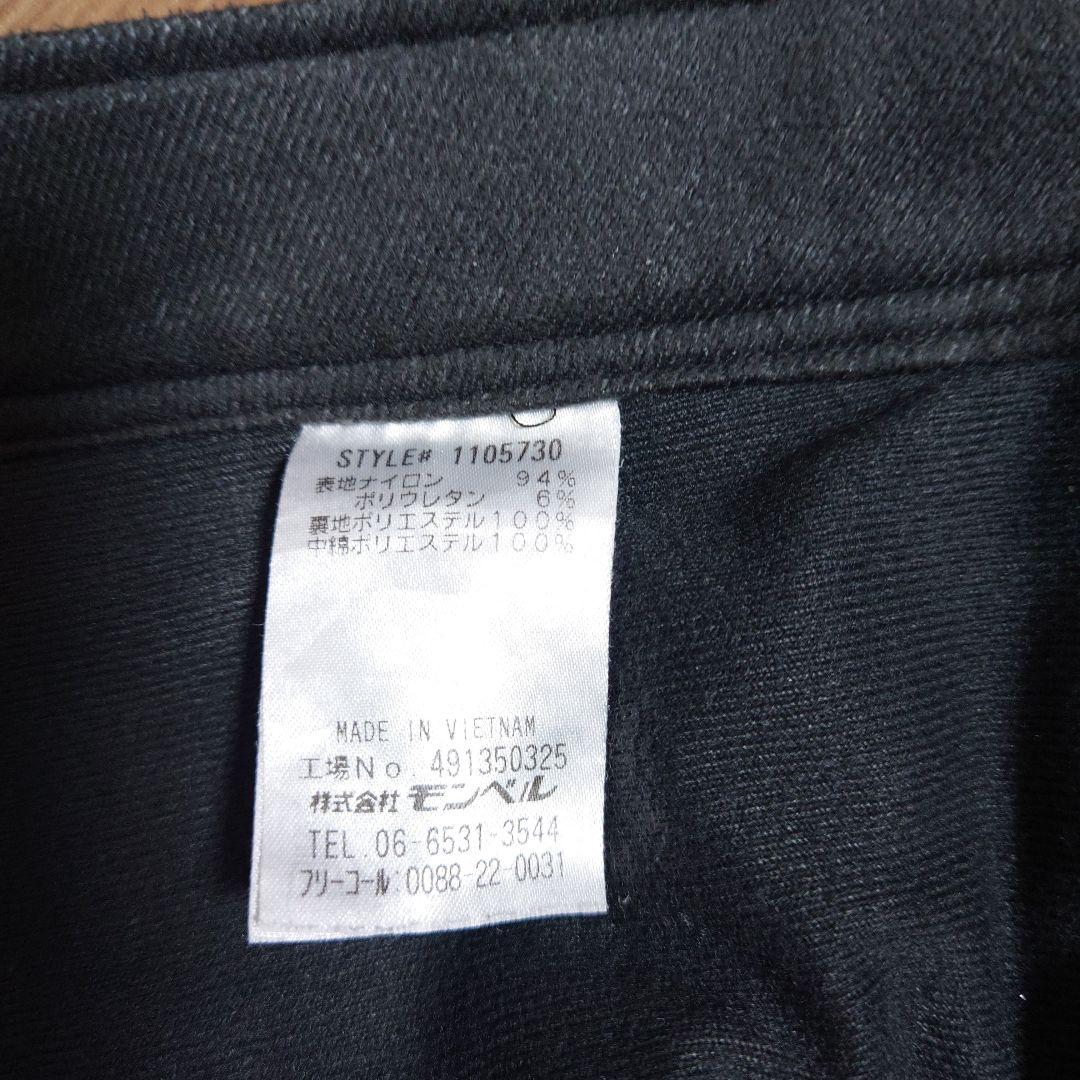 STYLE# 1105730
表地ナイロン 94%
ポリウレタン 6%
裏地ポリエステル100%
中綿ポリエステル100%
MADE IN VIETNAM
工場No. 491350325
株式会社 モンベル
TEL.06-6531-3544
フリーコール:0088-22-0031